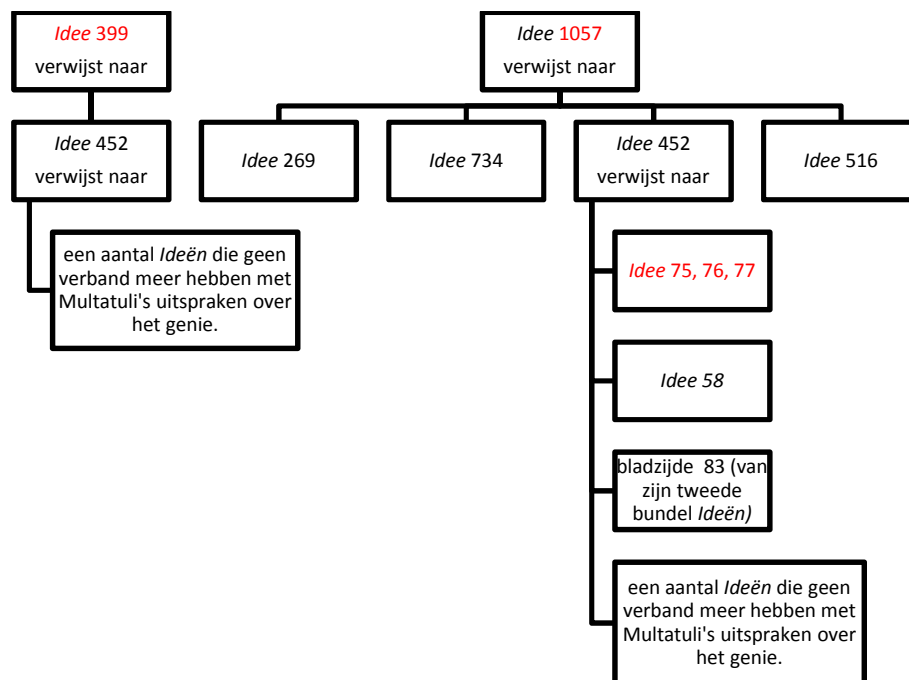 Idee 399
verwijst naar
Idee 452
verwijst naar
een aantal Ideën die geen
verband meer hebben met
Multatuli's uitspraken over
het genie.
Idee 1057
verwijst naar
Idee 269
Idee 734
Idee 452
verwijst naar
Idee 516
Idee 75, 76, 77
Idee 58
bladzijde 83 (van
zijn tweede
bundel Ideën)
een aantal Ideën die geen
verband meer hebben met
Multatuli's uitspraken over
het genie.